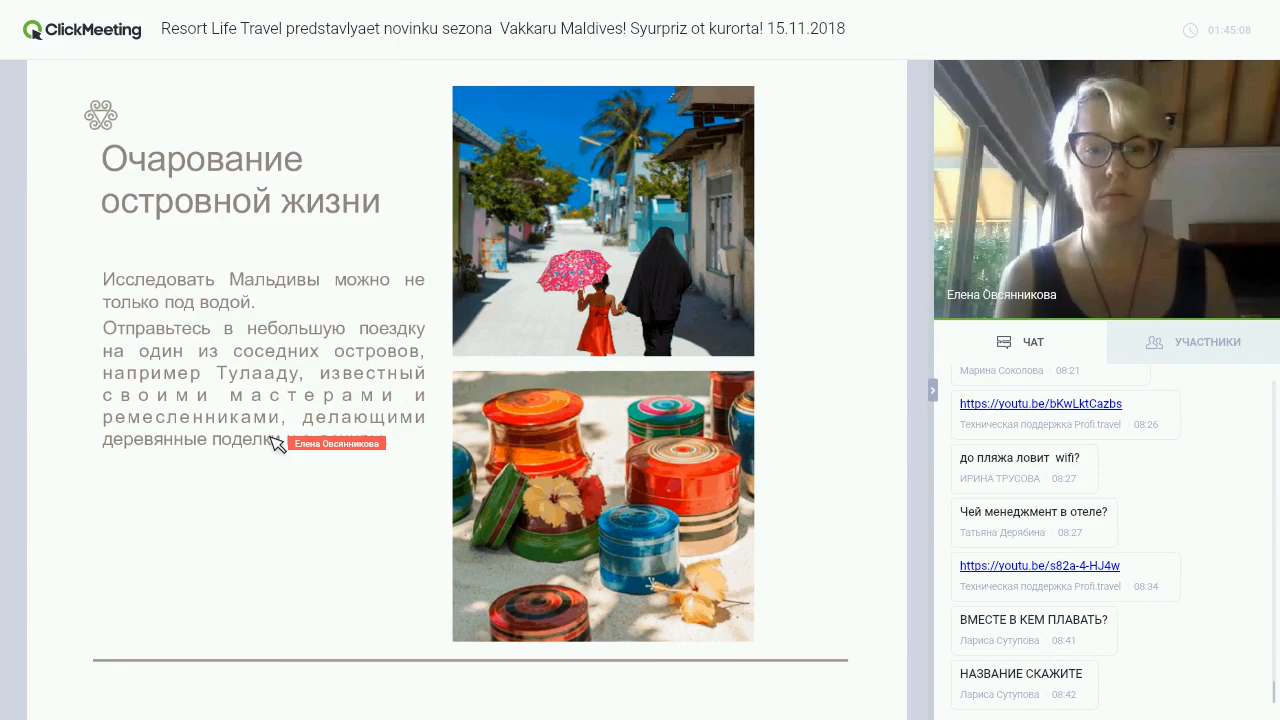 ClickMeeting
Resort Life Travel predstavlyaet novinku sezona Vakkaru Maldives! Syurpriz ot kurorta! 15.11.2018
01:45:08
Очарование
островной жизни
Исследовать Мальдивы можно не
только под водой.
Отправьтесь в небольшую поездку
на один из соседних островов,
например Тулааду, известный
своими мастерами и
ремесленниками, делающими
деревянные поделки
Елена Овсянникова
Елена Овсянникова
ЧАТ
УЧАСТНИКИ
Марина Соколова 08:21
https://youtu.be/bKwLktCazbs
Техническая поддержка Profi.travel 08:26
до пляжа ловит wifi?
ИРИНА ТРУСОВА 08:27
Чей менеджмент в отеле?
Татьяна Дерябина 08:27
https://youtu.be/s82a-4-HJ4w
Техническая поддержка Profi.travel 08:34
ВМЕСТЕ В КЕМ ПЛАВАТЬ?
Лариса Сутупова 08:41
НАЗВАНИЕ СКАЖИТЕ
Лариса Сутупова 08:42